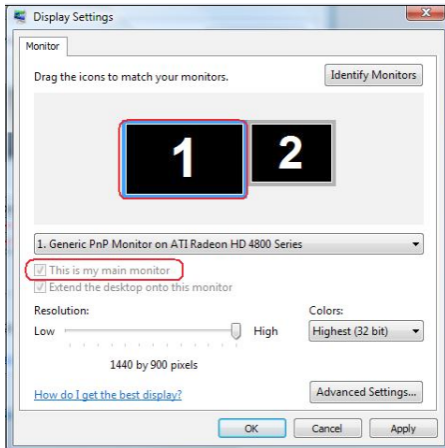 Display Settings
Monitor
Drag the icons to match your monitors.
Identify Monitors
1
2
1. Generic PnP Monitor on ATI Radeon HD 4800 Series
This is my main monitor
Extend the desktop onto this monitor
Resolution:
Colors:
Low
High
Highest (32 bit)
1440 by 900 pixels
How do I get the best display?
Advanced Settings...
OK
Cancel
Apply